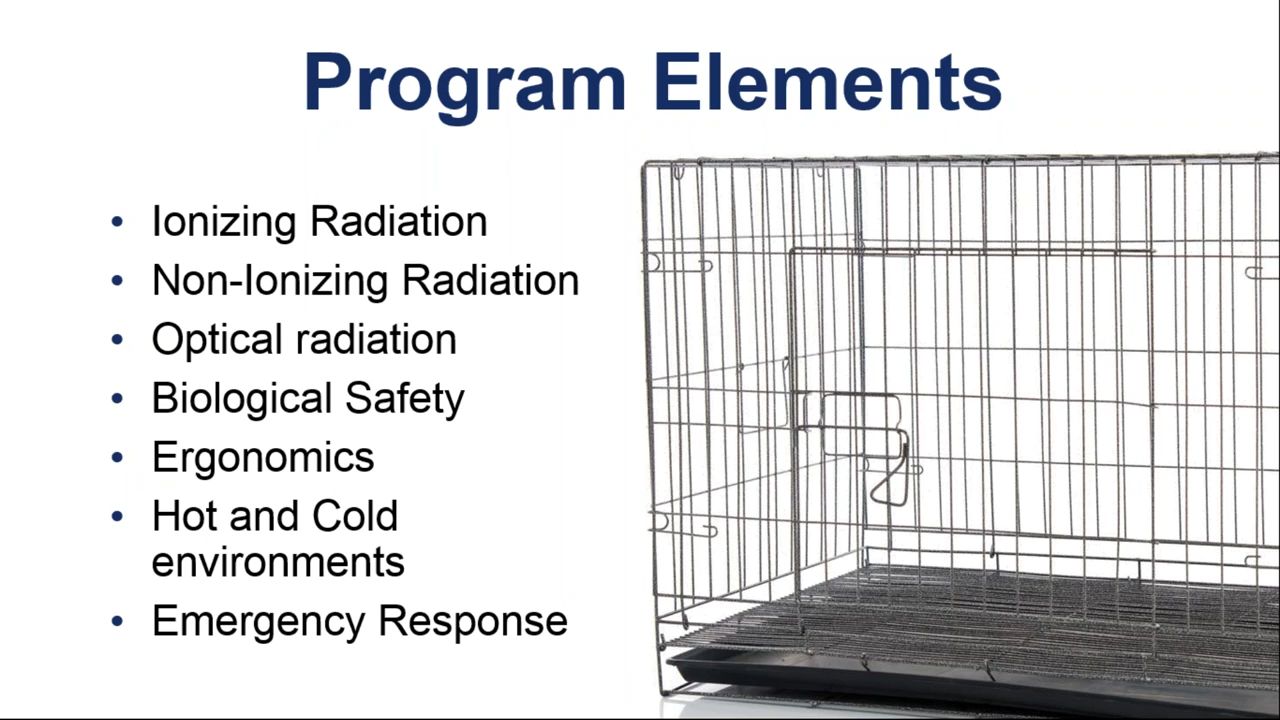 Program Elements
• Ionizing Radiation
• Non-Ionizing Radiation
• Optical radiation
• Biological Safety
• Ergonomics
• Hot and Cold
environments
• Emergency Response